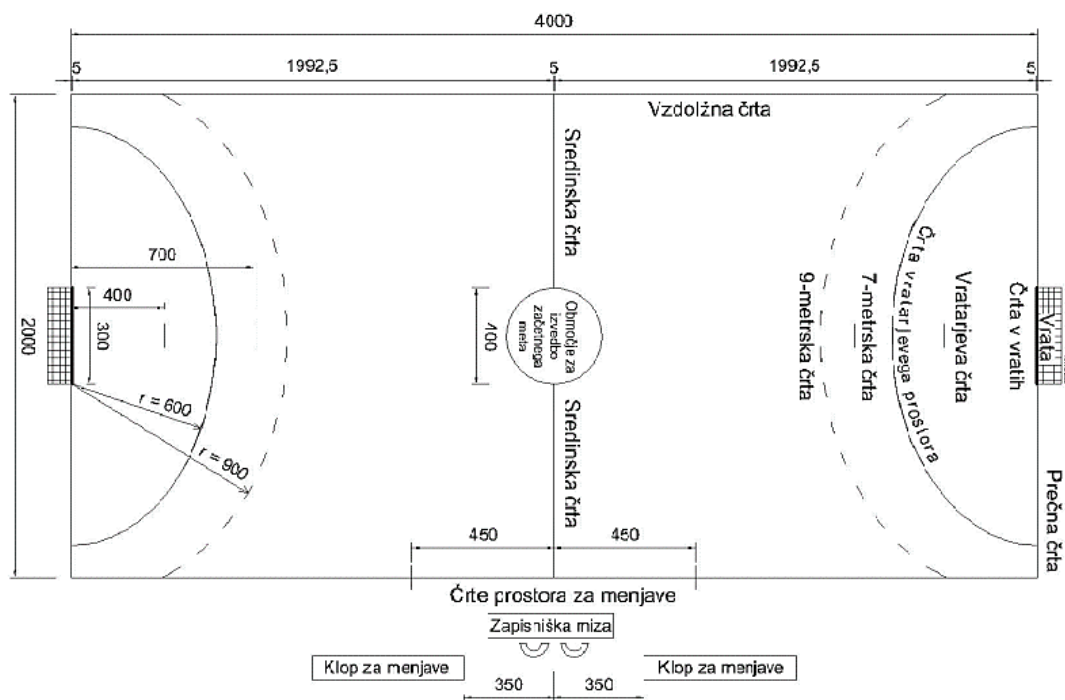 4000
5
1992,5
5
1992,5
5
Vzdolžna črta
Sredinska črta
700
400
300
2000
r = 600
r = 900
400
Območje za
izvedbo
začetnega
meta
Sredinska črta
9-metrska črta
7-metrska črta
Črta vratarjevega prostora
Vratarjeva črta
Črta v vratih
Vrata
Prečna črta
450
450
Črte prostora za menjave
Zapisniška miza
Klop za menjave
Klop za menjave
350
350